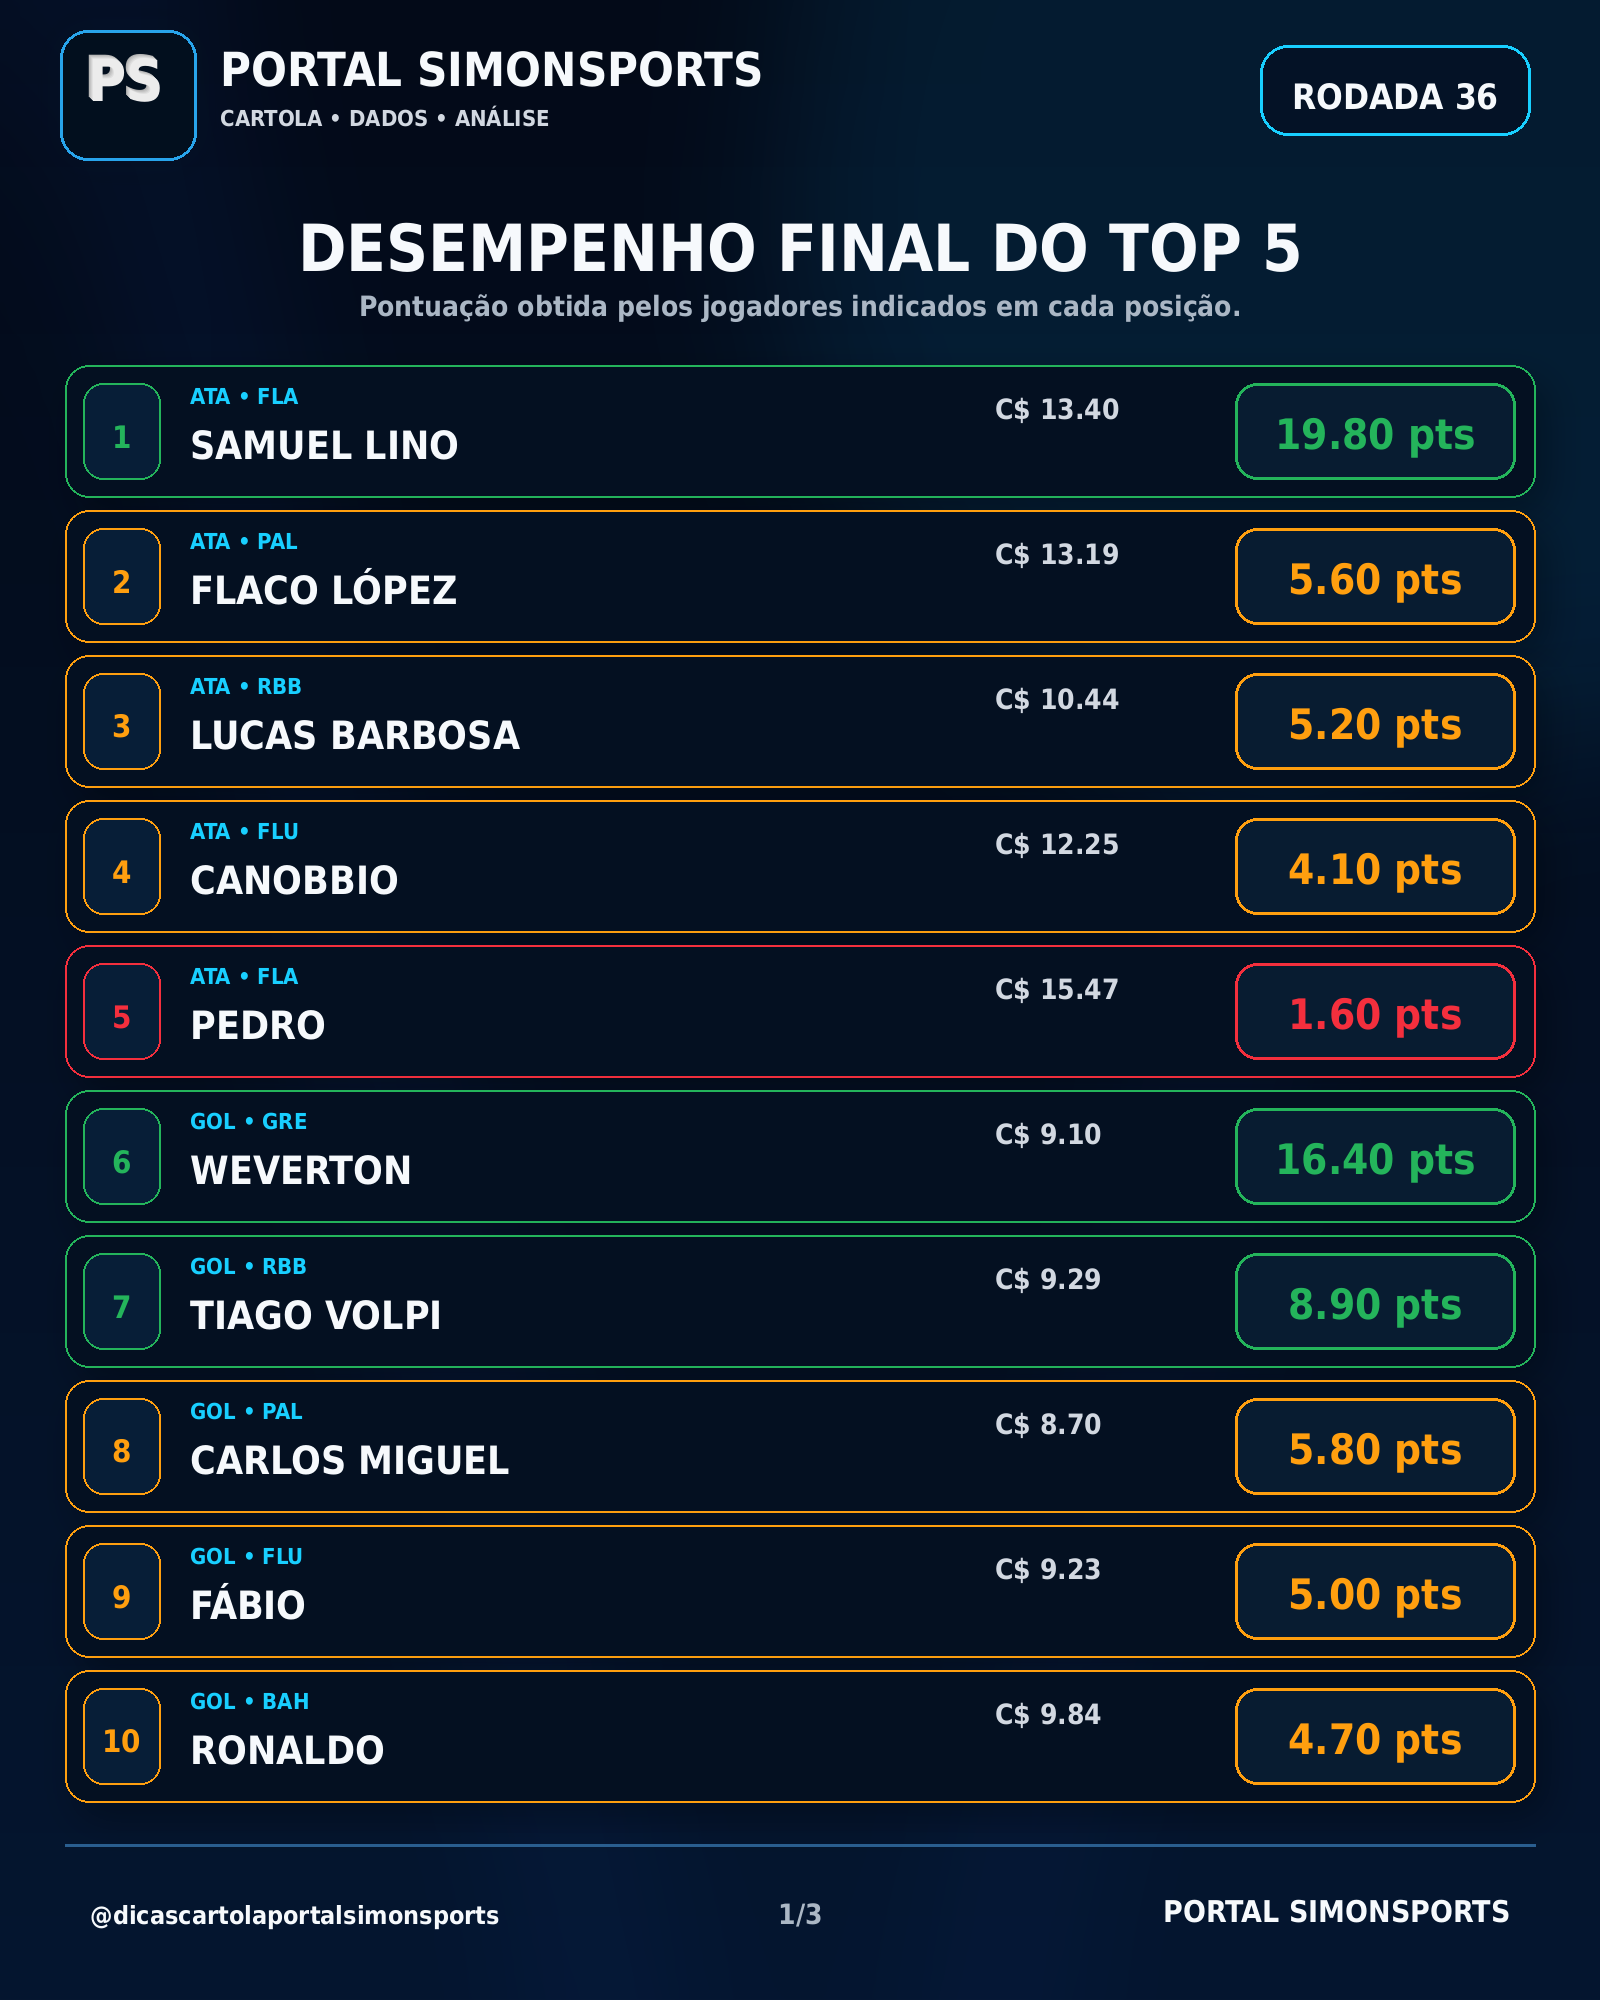 PS
PORTAL SIMONSPORTS
CARTOLA • DADOS • ANÁLISE
RODADA 36
DESEMPENHO FINAL DO TOP 5
Pontuação obtida pelos jogadores indicados em cada posição.
1
ATA • FLA
SAMUEL LINO
C$ 13.40
19.80 pts
2
ATA • PAL
FLACO LÓPEZ
C$ 13.19
5.60 pts
3
ATA • RBB
LUCAS BARBOSA
C$ 10.44
5.20 pts
4
ATA • FLU
CANOBBIO
C$ 12.25
4.10 pts
5
ATA • FLA
PEDRO
C$ 15.47
1.60 pts
6
GOL • GRE
WEVERTON
C$ 9.10
16.40 pts
7
GOL • RBB
TIAGO VOLPI
C$ 9.29
8.90 pts
8
GOL • PAL
CARLOS MIGUEL
C$ 8.70
5.80 pts
9
GOL • FLU
FÁBIO
C$ 9.23
5.00 pts
10
GOL • BAH
RONALDO
C$ 9.84
4.70 pts
@dicascartolaportalsimonsports
1/3
PORTAL SIMONSPORTS